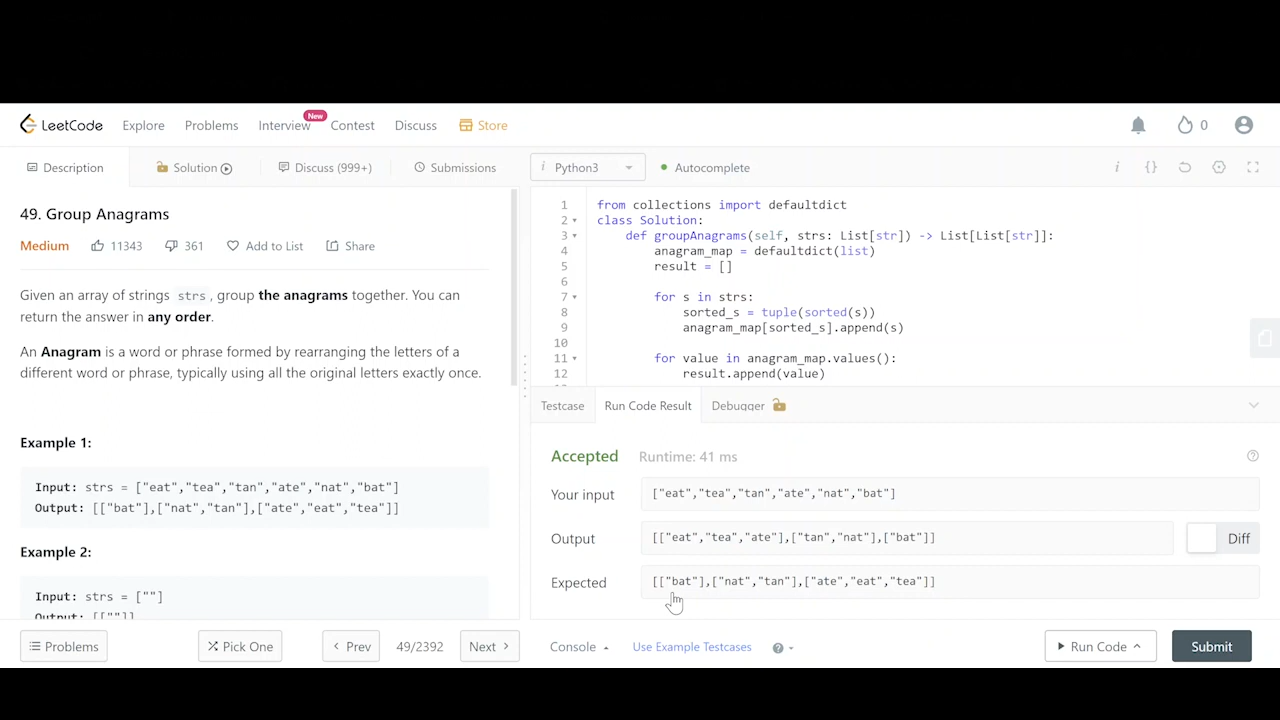 LeetCode Explore Problems Interview New Contest Discuss Store 0
Description Solution Discuss (999+) Submissions
i Python3 Autocomplete i {}
49. Group Anagrams
Medium 11343 361 Add to List Share
Given an array of strings strs, group the anagrams together. You can
return the answer in any order.
An Anagram is a word or phrase formed by rearranging the letters of a
different word or phrase, typically using all the original letters exactly once.
Example 1:
Input: strs = ["eat","tea","tan","ate","nat","bat"]
Output: [["bat"],["nat","tan"],["ate","eat","tea"]]
Example 2:
Input: strs = [""]
Output: [[""]]
1 from collections import defaultdict
2 class Solution:
3 def groupAnagrams(self, strs: List[str]) -> List[List[str]]:
4 anagram_map = defaultdict(list)
5 result = []
6
7 for s in strs:
8 sorted_s = tuple(sorted(s))
9 anagram_map[sorted_s].append(s)
10
11 for value in anagram_map.values():
12 result.append(value)
Testcase Run Code Result Debugger
Accepted Runtime: 41 ms ?
Your input ["eat","tea","tan","ate","nat","bat"]
Output [["eat","tea","ate"],["tan","nat"],["bat"]] Diff
Expected [["bat"],["nat","tan"],["ate","eat","tea"]]
Problems Pick One Prev 49/2392 Next Console Use Example Testcases ? Run Code Submit